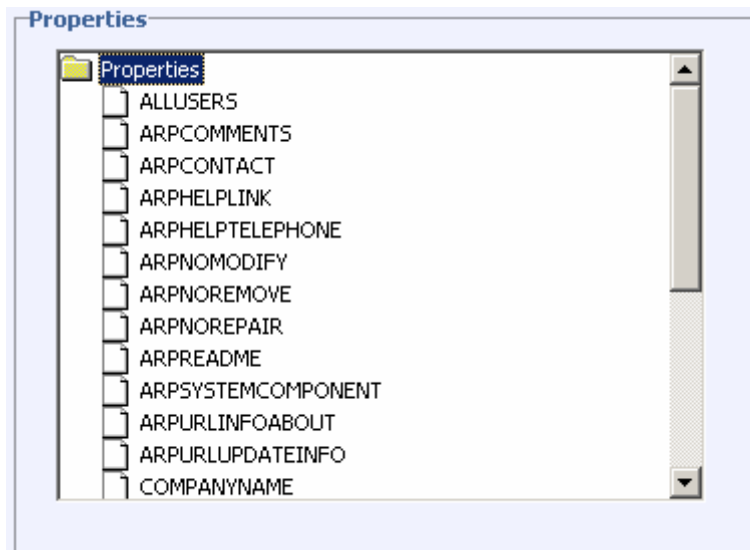 Properties
Properties
ALLUSERS
ARPCOMMENTS
ARPCONTACT
ARPHELPLINK
ARPHELPTELEPHONE
ARPNOMODIFY
ARPNOREMOVE
ARPNOREPAIR
ARPREADME
ARPSYSTEMCOMPONENT
ARPURLINFOABOUT
ARPURLUPDATEINFO
COMPANYNAME